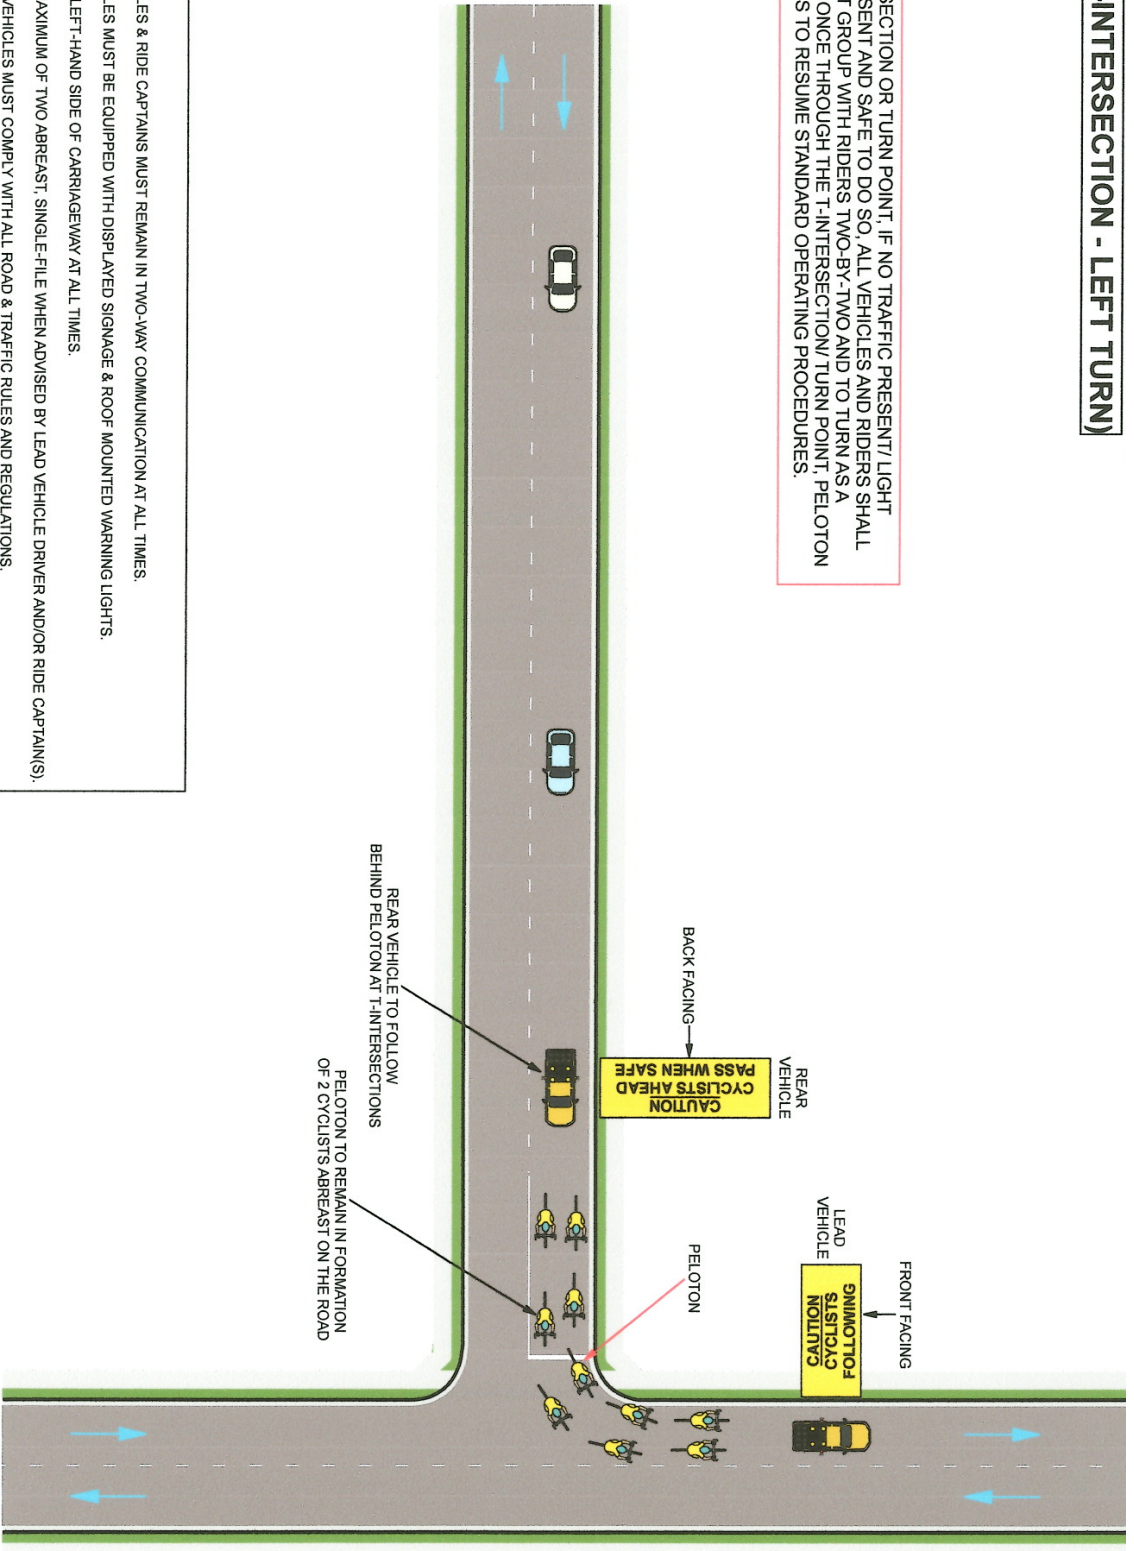 -INTERSECTION - LEFT TURN)
SECTION OR TURN POINT, IF NO TRAFFIC PRESENT/ LIGHT
SENT AND SAFE TO DO SO, ALL VEHICLES AND RIDERS SHALL
T GROUP WITH RIDERS TWO-BY-TWO AND TO TURN AS A
ONCE THROUGH THE T-INTERSECTION/ TURN POINT, PELOTON
S TO RESUME STANDARD OPERATING PROCEDURES.
FRONT FACING
LEAD
VEHICLE
CAUTION
CYCLISTS
FOLLOWING
REAR
VEHICLE
BACK FACING
CAUTION
CYCLISTS AHEAD
PASS WHEN SAFE
PELOTON
REAR VEHICLE TO FOLLOW
BEHIND PELOTON AT T-INTERSECTIONS
PELOTON TO REMAIN IN FORMATION
OF 2 CYCLISTS ABREAST ON THE ROAD
LES & RIDE CAPTAINS MUST REMAIN IN TWO-WAY COMMUNICATION AT ALL TIMES.
LES MUST BE EQUIPPED WITH DISPLAYED SIGNAGE & ROOF MOUNTED WARNING LIGHTS.
LEFT-HAND SIDE OF CARRIAGEWAY AT ALL TIMES.
AXIMUM OF TWO ABREAST, SINGLE-FILE WHEN ADVISED BY LEAD VEHICLE DRIVER AND/OR RIDE CAPTAIN(S).
VEHICLES MUST COMPLY WITH ALL ROAD & TRAFFIC RULES AND REGULATIONS.